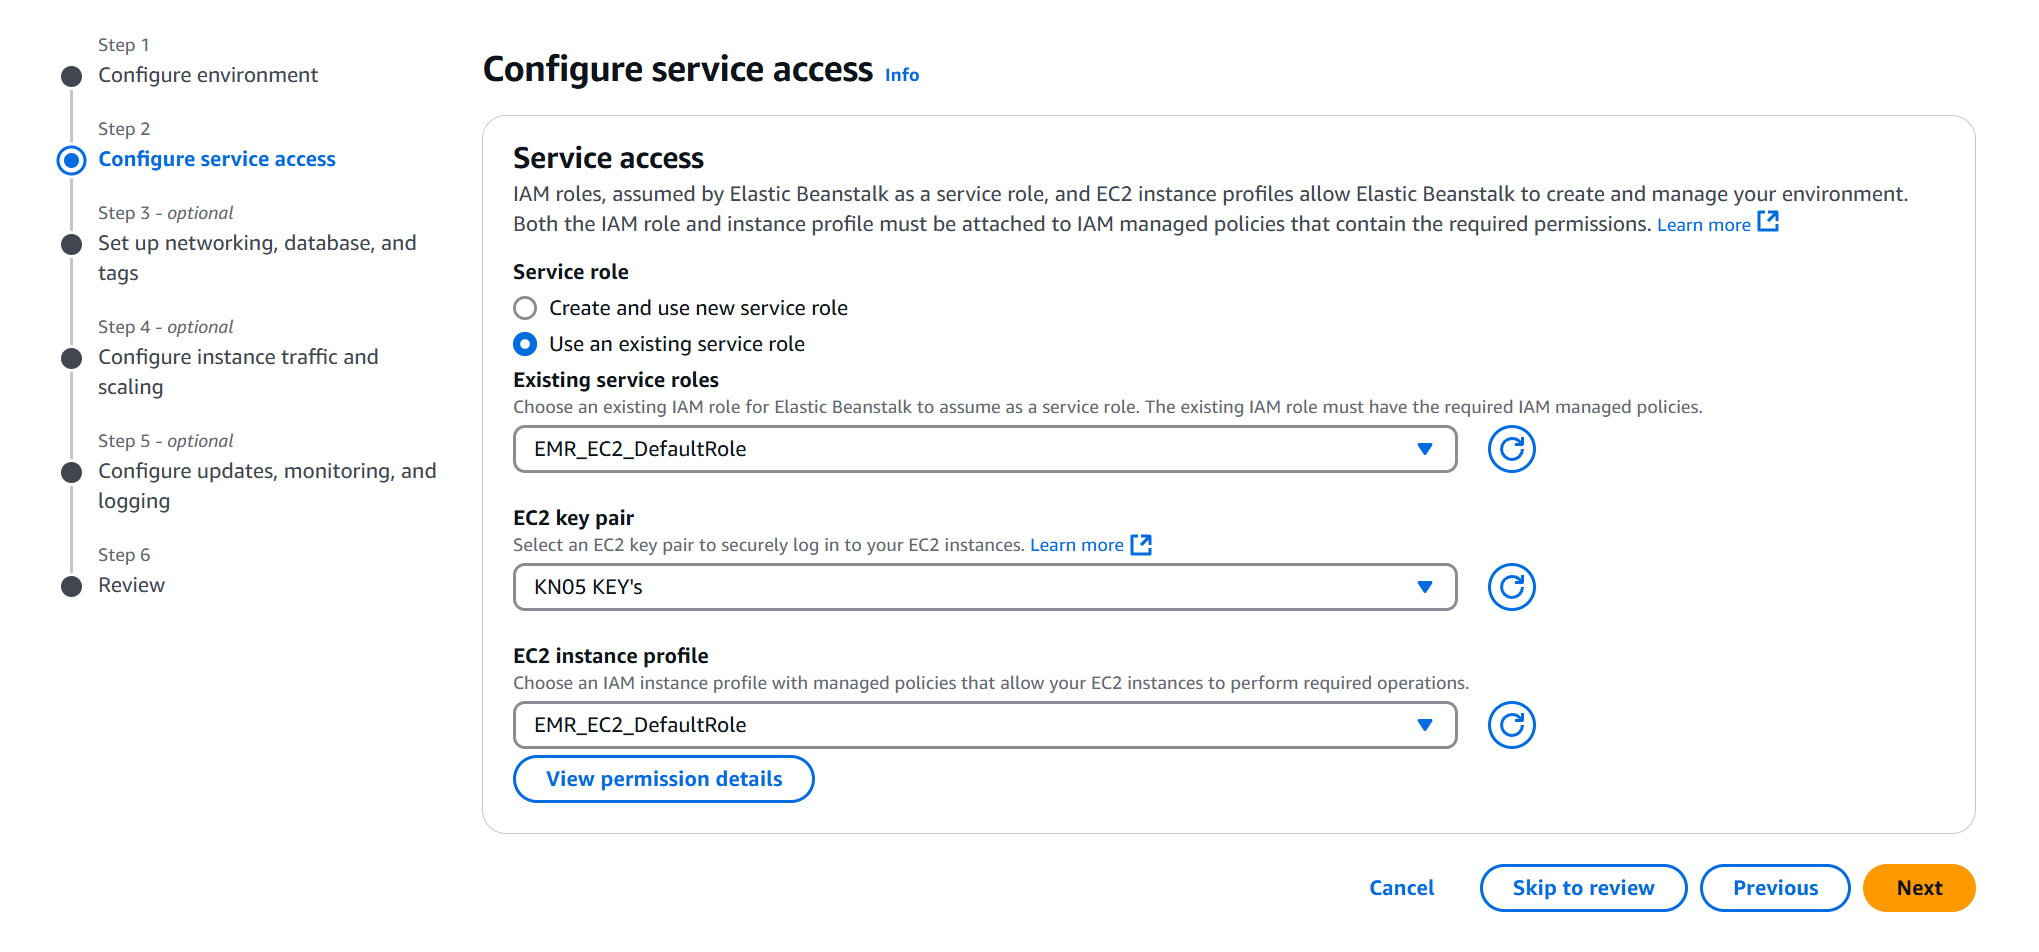 Step 1
Configure environment
Step 2
Configure service access
Step 3 - optional
Set up networking, database, and
tags
Step 4 - optional
Configure instance traffic and
scaling
Step 5 - optional
Configure updates, monitoring, and
logging
Step 6
Review
Configure service access Info
Service access
IAM roles, assumed by Elastic Beanstalk as a service role, and EC2 instance profiles allow Elastic Beanstalk to create and manage your environment.
Both the IAM role and instance profile must be attached to IAM managed policies that contain the required permissions. Learn more
Service role
Create and use new service role
Use an existing service role
Existing service roles
Choose an existing IAM role for Elastic Beanstalk to assume as a service role. The existing IAM role must have the required IAM managed policies.
EMR_EC2_DefaultRole
EC2 key pair
Select an EC2 key pair to securely log in to your EC2 instances. Learn more
KN05 KEY's
EC2 instance profile
Choose an IAM instance profile with managed policies that allow your EC2 instances to perform required operations.
EMR_EC2_DefaultRole
View permission details
Cancel Skip to review Previous Next